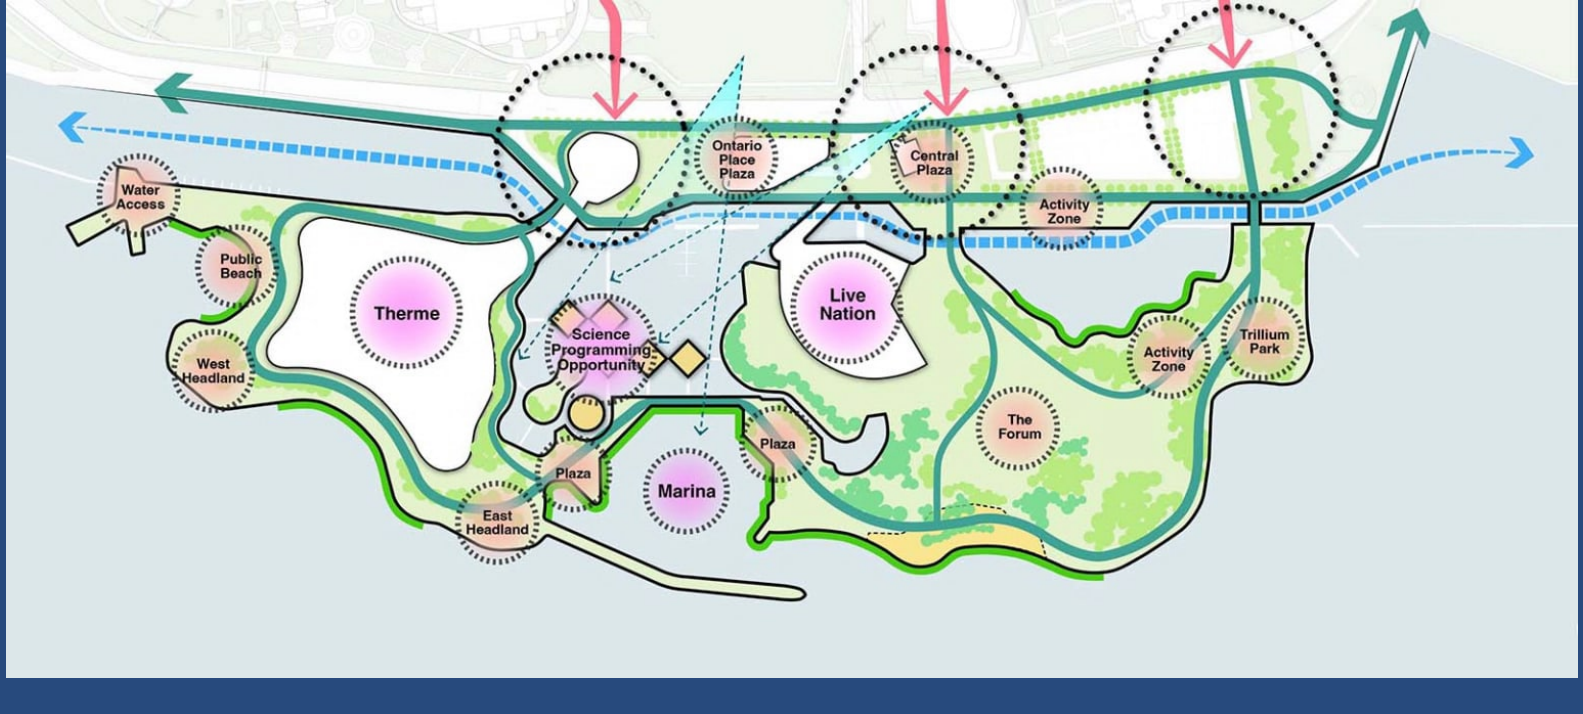 Ontario
Place
Plaza
Central
Plaza
Water
Access
Activity
Zone
Public
Beach
Therme
Live
Nation
Science
Programming
Opportunity
West
Headland
Activity
Zone
Trillium
Park
The
Forum
Plaza
Plaza
Marina
East
Headland